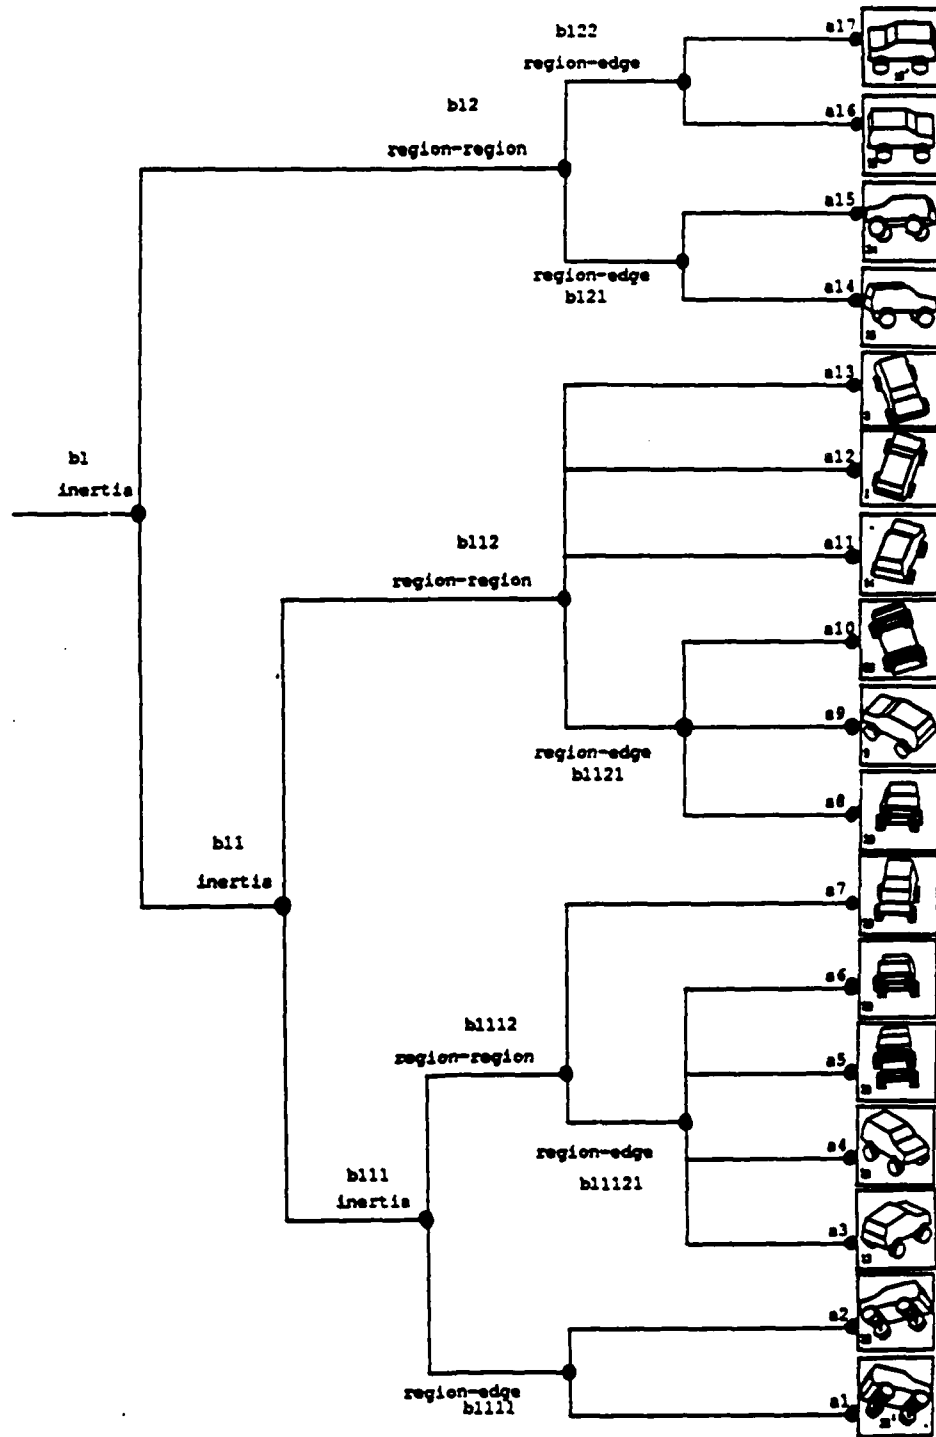 b122
region-edge
a17
a16
b12
region-region
a15
region-edge
b121
a14
a13
b1
inertia
a12
b112
region-region
a11
a10
region-edge
b1121
a9
a8
b11
inertia
a7
a6
b1112
region-region
a5
region-edge
b11121
a4
b111
inertia
a3
a2
region-edge
b1111
a1